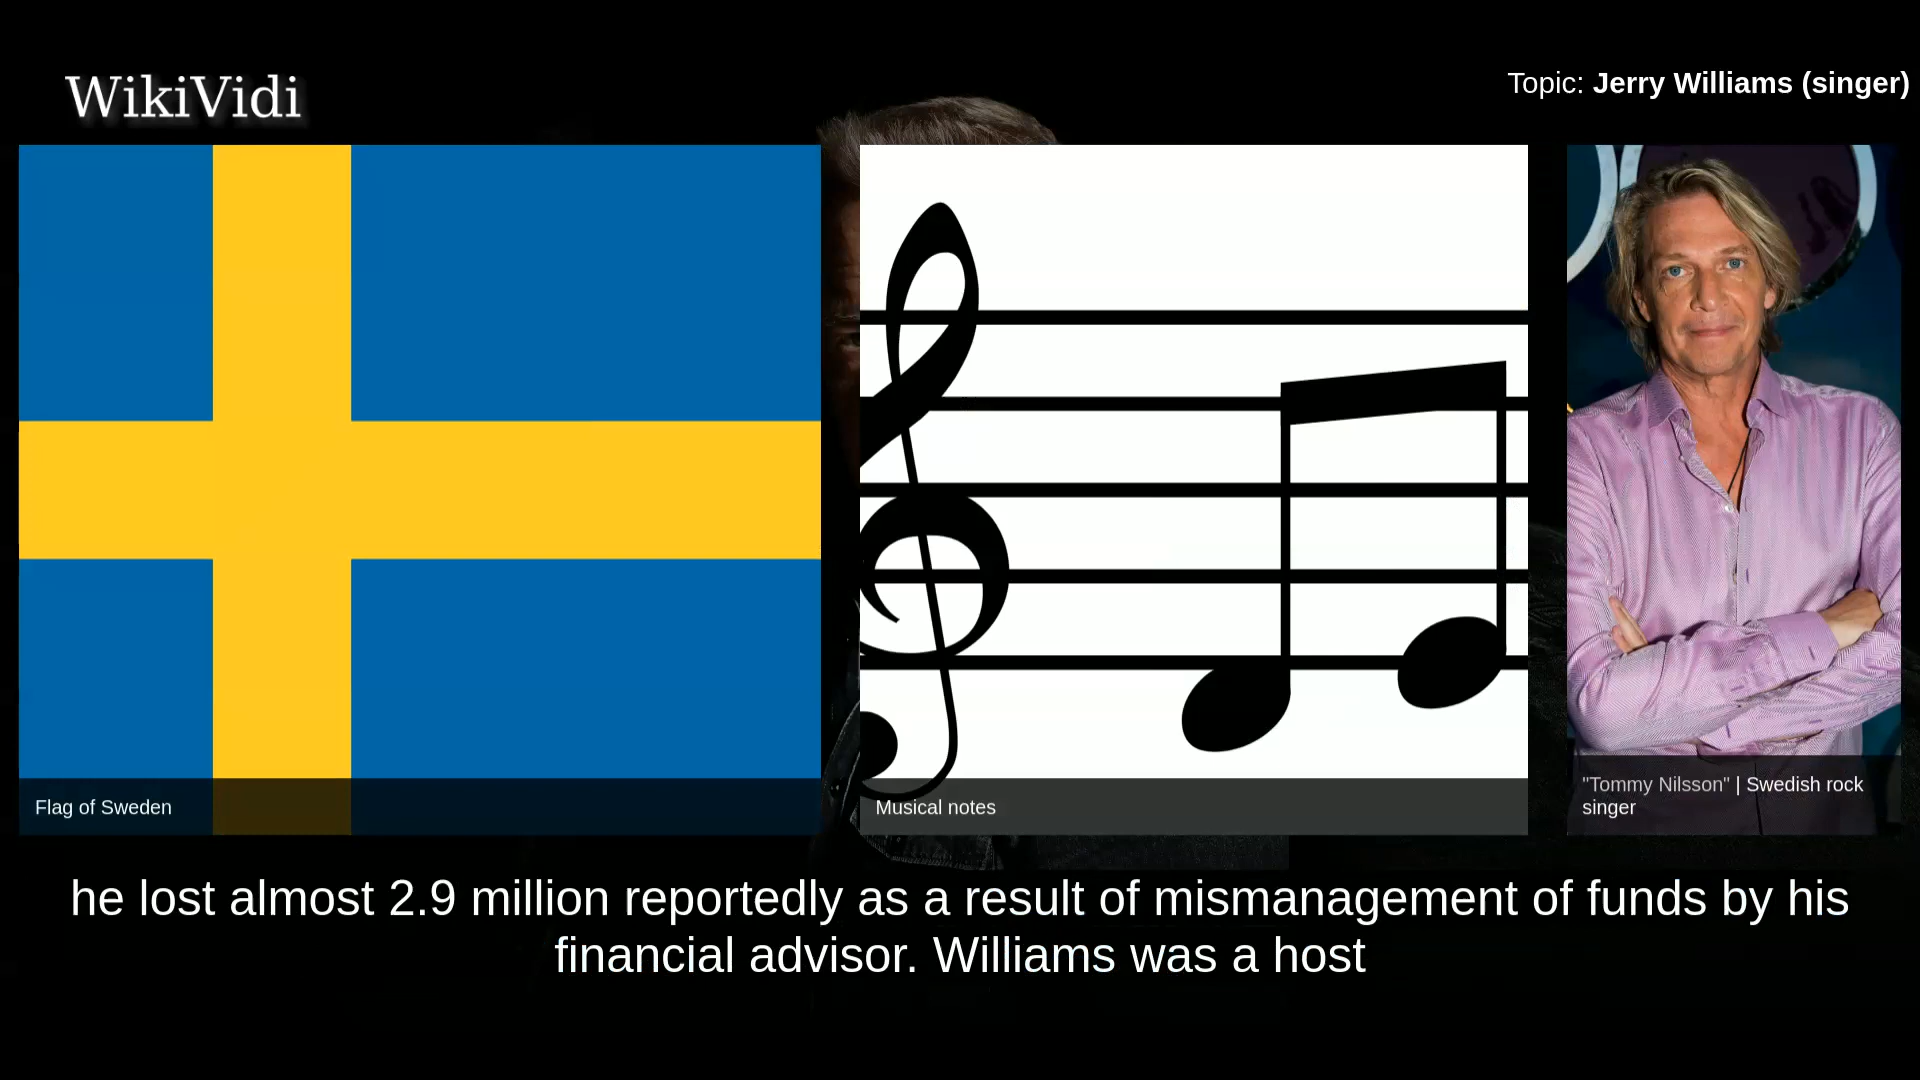 WikiVidi
Topic: Jerry Williams (singer)
Flag of Sweden
Musical notes
"Tommy Nilsson" | Swedish rock
singer
he lost almost 2.9 million reportedly as a result of mismanagement of funds by his
financial advisor. Williams was a host